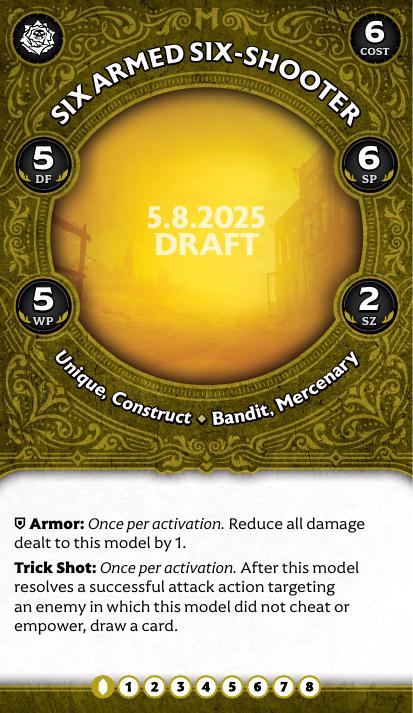 6
COST
SIX ARMED SIX-SHOOTER
5
DF
6
SP
5.8.2025
DRAFT
5
WP
2
SZ
Unique, Construct ⬥ Bandit, Mercenary
Armor: Once per activation. Reduce all damage
dealt to this model by 1.
Trick Shot: Once per activation. After this model
resolves a successful attack action targeting
an enemy in which this model did not cheat or
empower, draw a card.
1 2 3 4 5 6 7 8